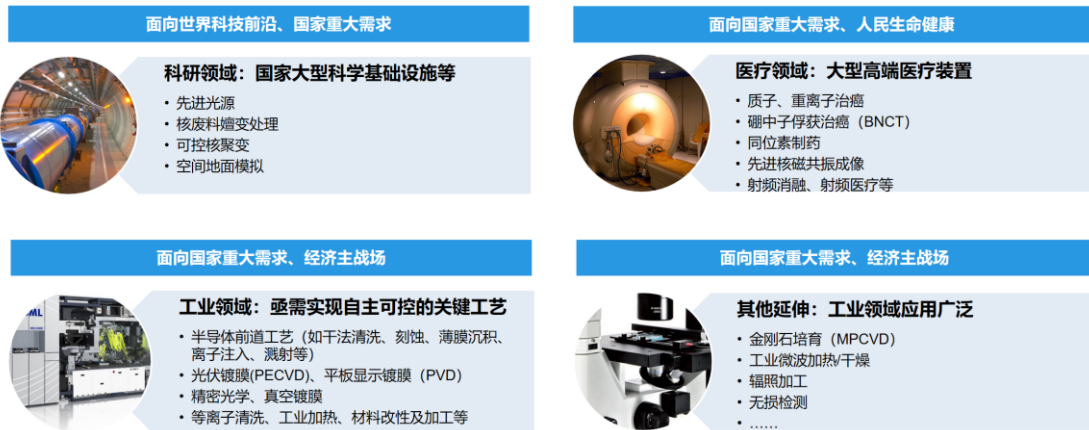 面向世界科技前沿、国家重大需求
科研领域：国家大型科学基础设施等
• 先进光源
• 核废料嬗变处理
• 可控核聚变
• 空间地面模拟
面向国家重大需求、人民生命健康
医疗领域：大型高端医疗装置
• 质子、重离子治癌
• 硼中子俘获治癌（BNCT）
• 同位素制药
• 先进核磁共振成像
• 射频消融、射频医疗等
面向国家重大需求、经济主战场
工业领域：亟需实现自主可控的关键工艺
• 半导体前道工艺（如干法清洗、刻蚀、薄膜沉积、
离子注入、溅射等）
• 光伏镀膜(PECVD)、平板显示镀膜（PVD）
• 精密光学、真空镀膜
• 等离子清洗、工业加热、材料改性及加工等
ML
面向国家重大需求、经济主战场
其他延伸：工业领域应用广泛
• 金刚石培育（MPCVD）
• 工业微波加热/干燥
• 辐照加工
• 无损检测
• ……